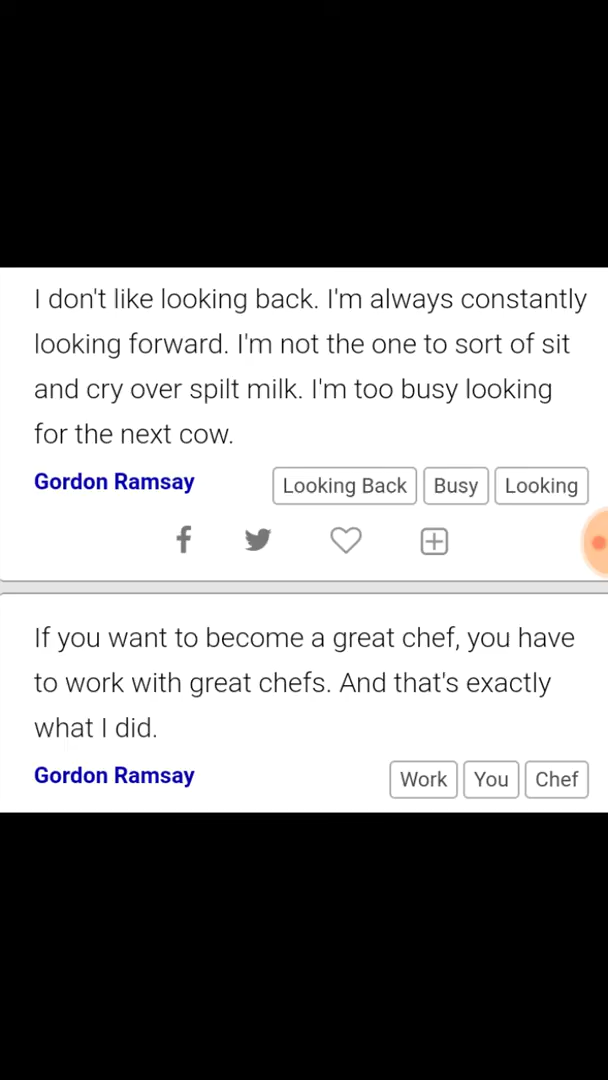 I don't like looking back. I'm always constantly
looking forward. I'm not the one to sort of sit
and cry over spilt milk. I'm too busy looking
for the next cow.
Gordon Ramsay
Looking Back
Busy
Looking
If you want to become a great chef, you have
to work with great chefs. And that's exactly
what I did.
Gordon Ramsay
Work
You
Chef